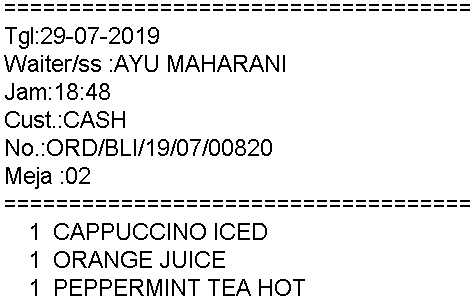 ====================================
Tgl:29-07-2019
Waiter/ss :AYU MAHARANI
Jam:18:48
Cust.:CASH
No.:ORD/BLI/19/07/00820
Meja :02
====================================
1 CAPPUCCINO ICED
1 ORANGE JUICE
1 PEPPERMINT TEA HOT